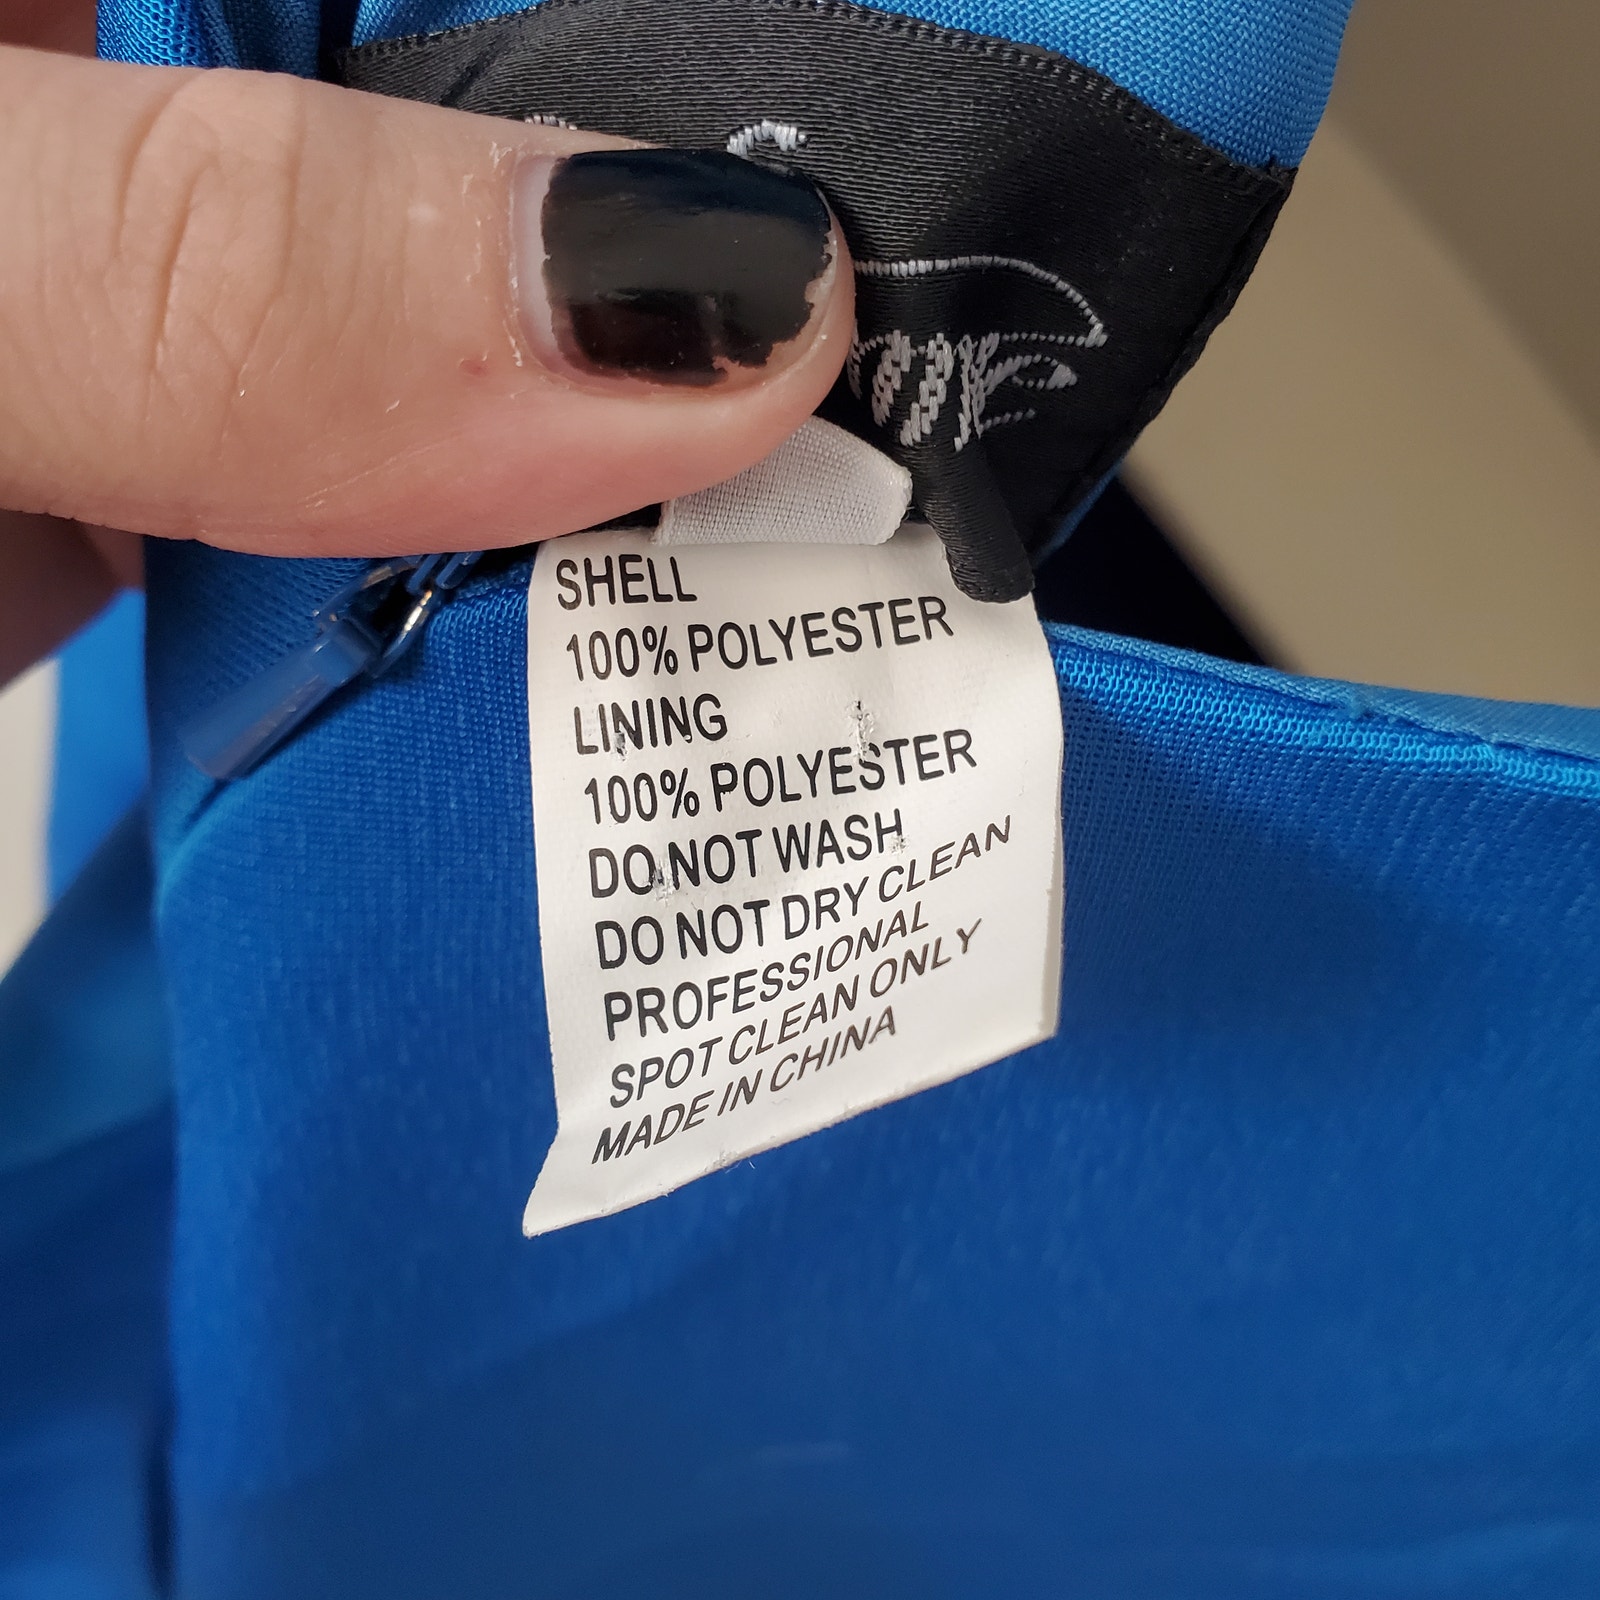 SHELL
100% POLYESTER
LINING
100% POLYESTER
DO NOT WASH
DO NOT DRY CLEAN
PROFESSIONAL
SPOT CLEAN ONLY
MADE IN CHINA